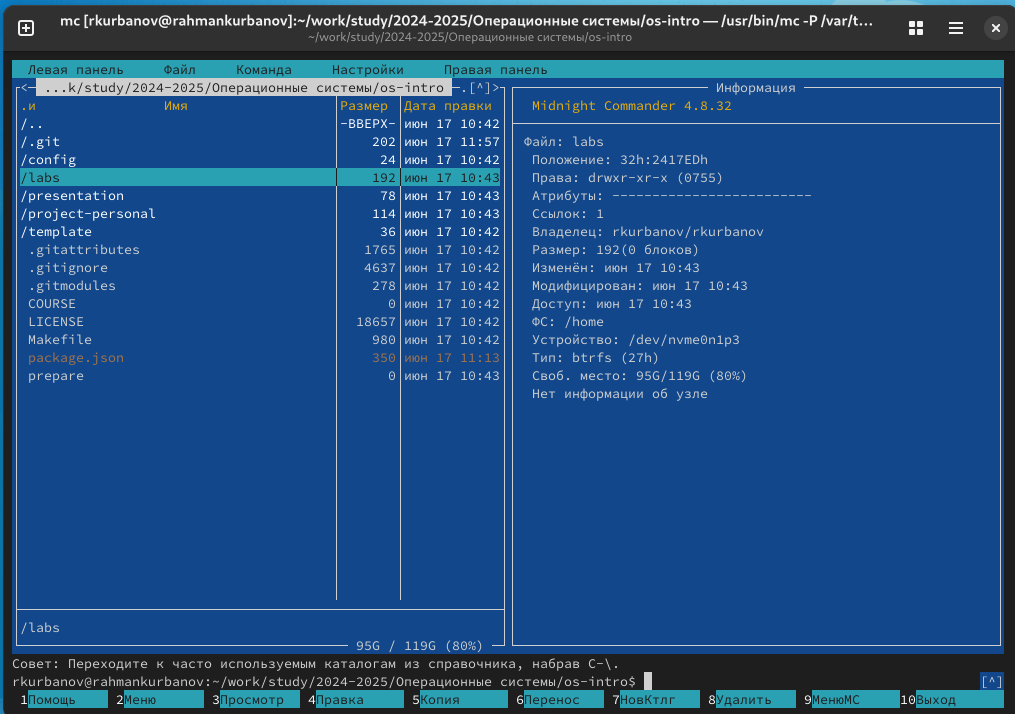 mc [rkurbanov@rahmankurbanov]:~/work/study/2024-2025/Операционные системы/os-intro — /usr/bin/mc -P /var/t…
~/work/study/2024-2025/Операционные системы/os-intro
Левая панель Файл Команда Настройки Правая панель
<— ...k/study/2024-2025/Операционные системы/os-intro —.[^]>
.и Имя Размер Дата правки
/.. -ВВЕРХ- июн 17 10:42
/.git 202 июн 17 11:57
/config 24 июн 17 10:42
/labs 192 июн 17 10:43
/presentation 78 июн 17 10:43
/project-personal 114 июн 17 10:43
/template 36 июн 17 10:42
.gitattributes 1765 июн 17 10:42
.gitignore 4637 июн 17 10:42
.gitmodules 278 июн 17 10:42
COURSE 0 июн 17 10:42
LICENSE 18657 июн 17 10:42
Makefile 980 июн 17 10:42
package.json 350 июн 17 11:13
prepare 0 июн 17 10:43
/labs
95G / 119G (80%)
Информация
Midnight Commander 4.8.32
Файл: labs
Положение: 32h:2417EDh
Права: drwxr-xr-x (0755)
Атрибуты: -------------------------
Ссылок: 1
Владелец: rkurbanov/rkurbanov
Размер: 192(0 блоков)
Изменён: июн 17 10:43
Модифицирован: июн 17 10:43
Доступ: июн 17 10:43
ФС: /home
Устройство: /dev/nvme0n1p3
Тип: btrfs (27h)
Своб. место: 95G/119G (80%)
Нет информации об узле
Совет: Переходите к часто используемым каталогам из справочника, набрав C-\.
rkurbanov@rahmankurbanov:~/work/study/2024-2025/Операционные системы/os-intro$ [^]
1Помощь 2Меню 3Просмотр 4Правка 5Копия 6Перенос 7НовКтлг 8Удалить 9МенюMC 10Выход